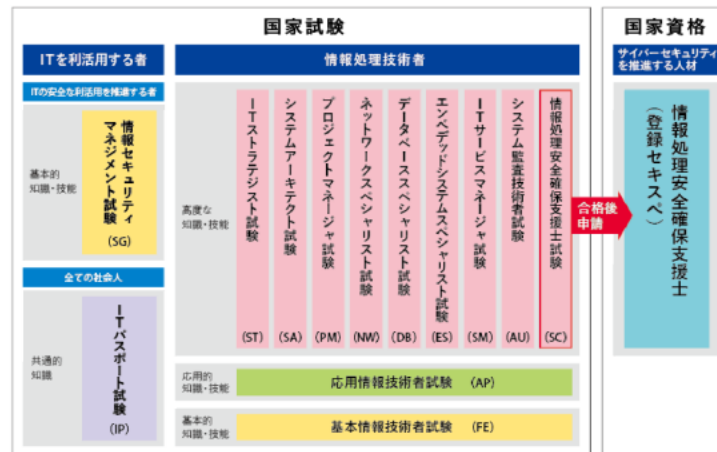 国家試験
国家資格
ITを利活用する者
情報処理技術者
サイバーセキュリティ
を推進する人材
ITの安全な利活用を推進する者
基本的
知識・技能
情報セキュリティ
マネジメント試験
(SG)
全ての社会人
共通的
知識
ITパスポート試験
(IP)
高度な
知識・技能
ITストラテジスト試験
(ST)
システムアーキテクト試験
(SA)
プロジェクトマネージャ試験
(PM)
ネットワークスペシャリスト試験
(NW)
データベーススペシャリスト試験
(DB)
エンベデッドシステムスペシャリスト試験
(ES)
ITサービスマネージャ試験
(SM)
システム監査技術者試験
(AU)
情報処理安全確保支援士試験
(SC)
合格後
申請
情報処理安全確保支援士
(登録セキスペ)
応用的
知識・技能
応用情報技術者試験 (AP)
基本的
知識・技能
基本情報技術者試験 (FE)